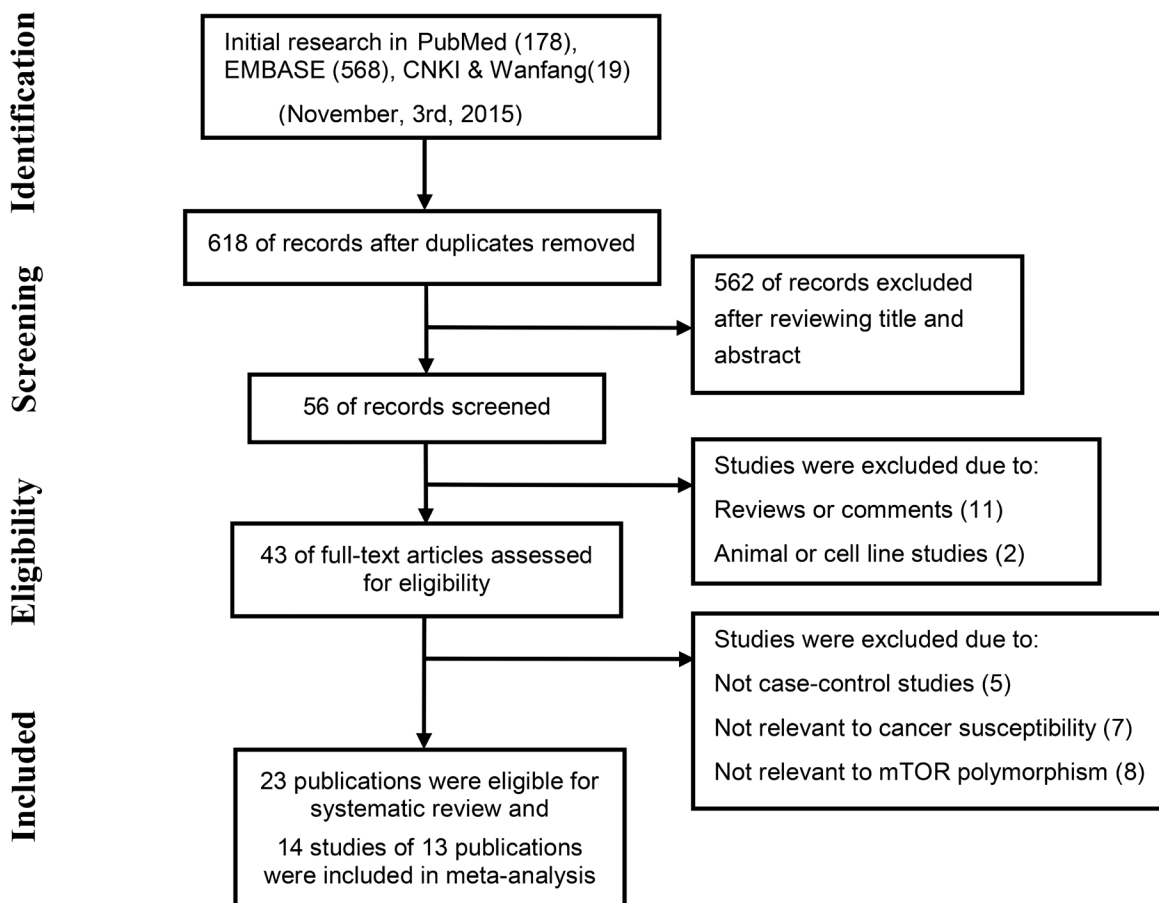 Identification
Initial research in PubMed (178),
EMBASE (568), CNKI & Wanfang(19)
(November, 3rd, 2015)
618 of records after duplicates removed
Screening
562 of records excluded
after reviewing title and
abstract
56 of records screened
Eligibility
Studies were excluded due to:
Reviews or comments (11)
Animal or cell line studies (2)
43 of full-text articles assessed
for eligibility
Studies were excluded due to:
Not case-control studies (5)
Not relevant to cancer susceptibility (7)
Not relevant to mTOR polymorphism (8)
Included
23 publications were eligible for
systematic review and
14 studies of 13 publications
were included in meta-analysis